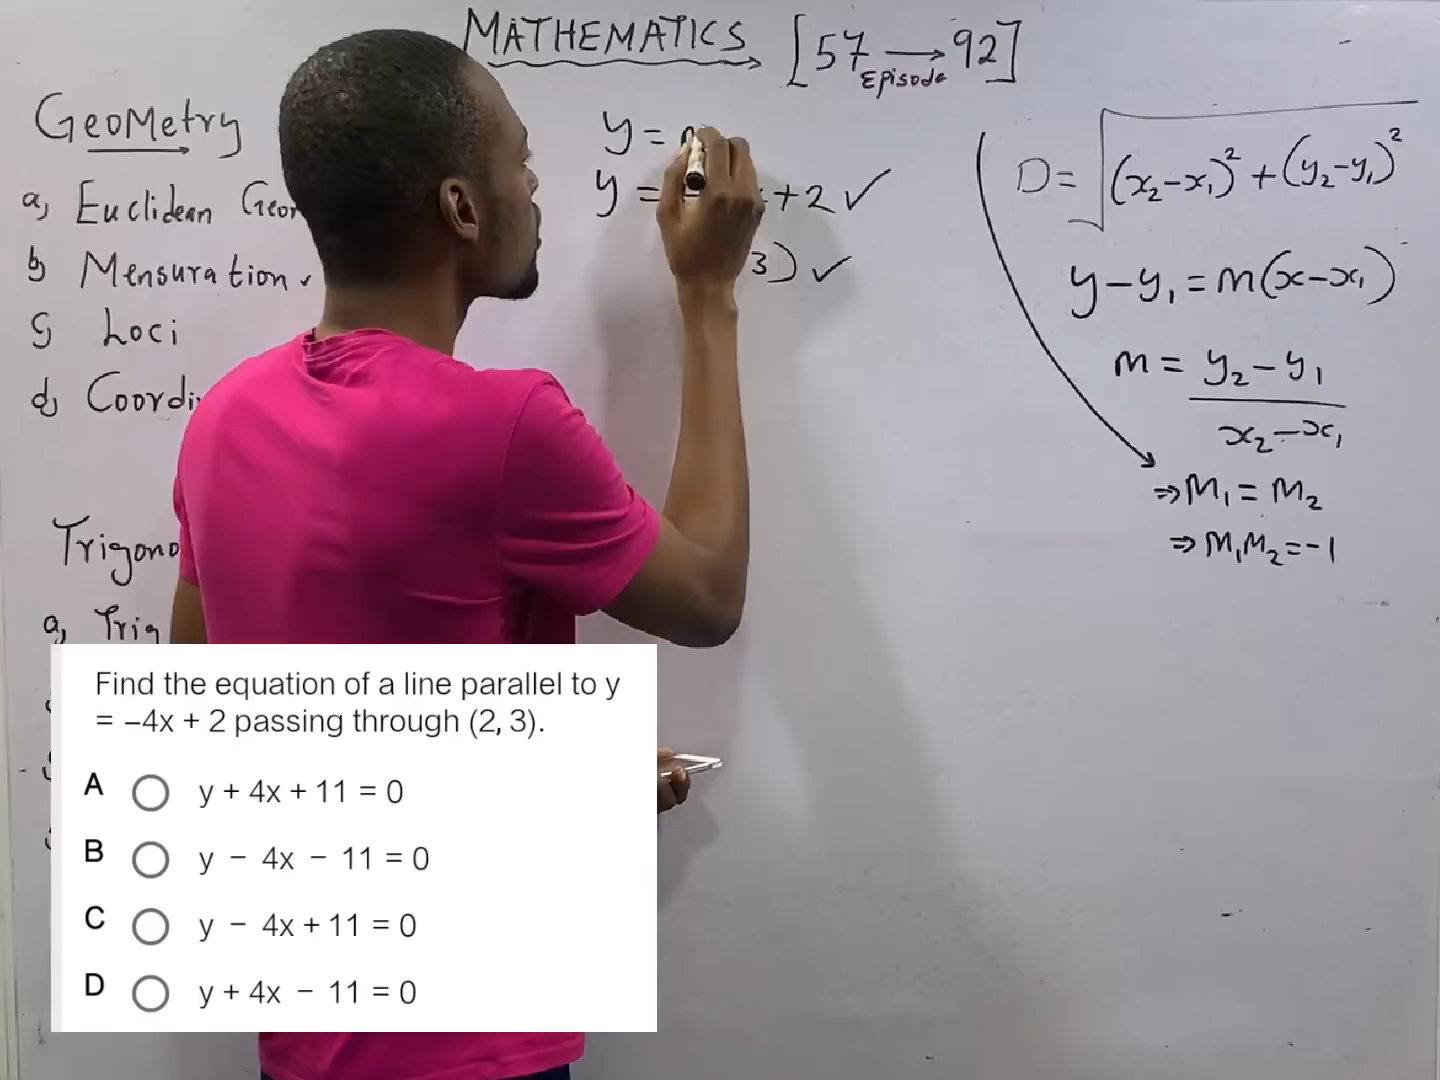 MATHEMATICS [57 → 92]
Episode
GeoMetry
a, Euclidean Geor
b, Mensuration ✓
c, Loci
d, Coordi
Trigono
a, Trig
y =
y = +2 ✓
3) ✓
D = √(x₂-x₁)² + (y₂-y₁)²
y-y₁ = m(x-x₁)
m = y₂-y₁
x₂-x₁
⇒ M₁ = M₂
⇒ M₁M₂ = -1
Find the equation of a line parallel to y
= −4x + 2 passing through (2, 3).
A y + 4x + 11 = 0
B y − 4x − 11 = 0
C y − 4x + 11 = 0
D y + 4x − 11 = 0